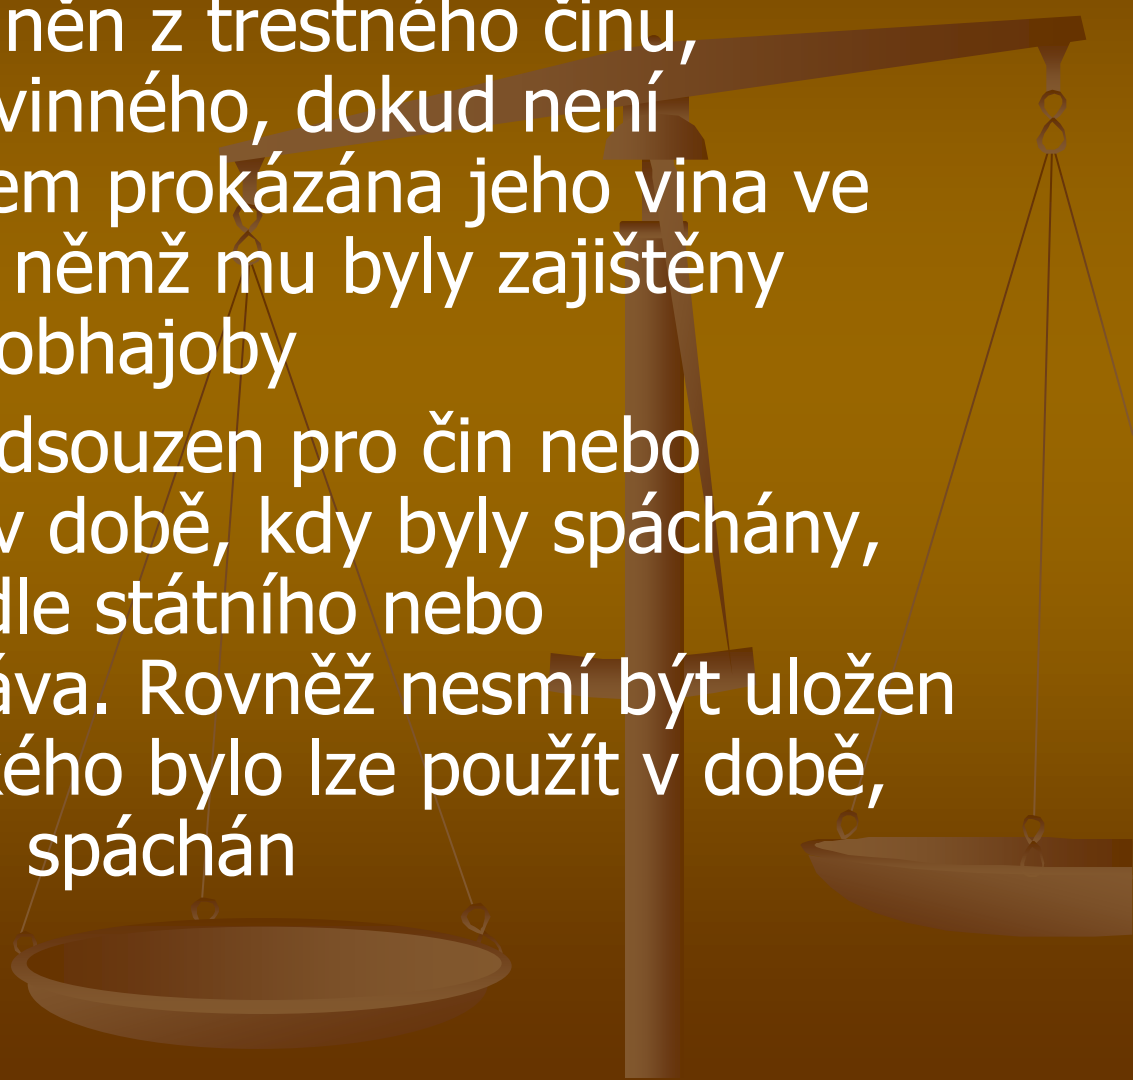 něn z trestného činu,
vinného, dokud není
em prokázána jeho vina ve
němž mu byly zajištěny
obhajoby
dsouzen pro čin nebo
v době, kdy byly spáchány,
dle státního nebo
áva. Rovněž nesmí být uložen
kého bylo lze použít v době,
spáchán